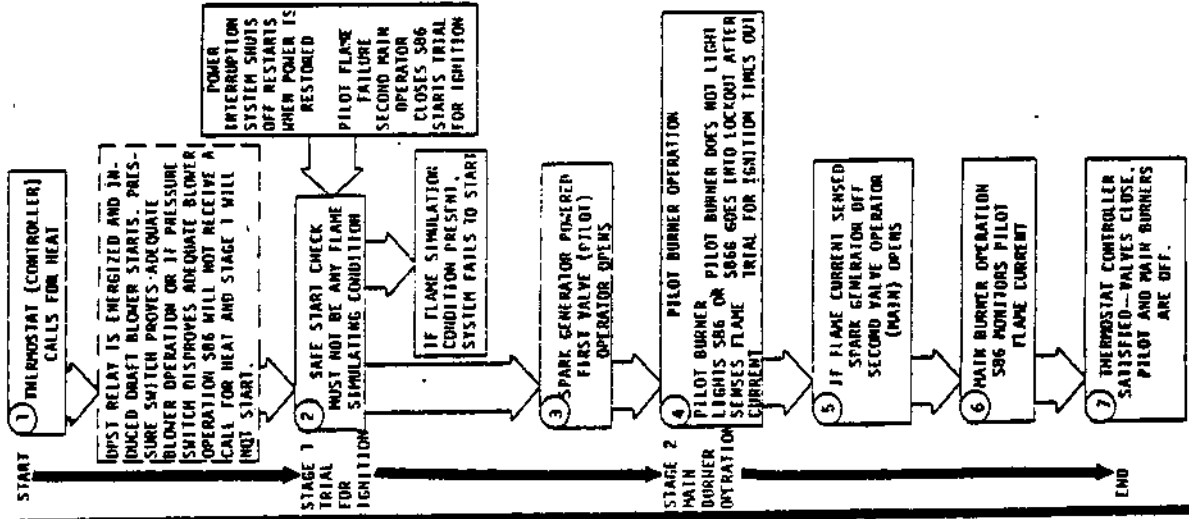 START
1 THERMOSTAT (CONTROLLER)
CALLS FOR HEAT
DPST RELAY IS ENERGIZED AND IN-
DUCED DRAFT BLOWER STARTS. PRES-
SURE SWITCH PROVES ADEQUATE
BLOWER OPERATION OR IF PRESSURE
SWITCH DISPROVES ADEQUATE BLOWER
OPERATION S86 WILL NOT RECEIVE A
CALL FOR HEAT AND STAGE 1 WILL
NOT START.
POWER
INTERRUPTION
SYSTEM SHUTS
OFF RESTARTS
WHEN POWER IS
RESTORED
PILOT FLAME
FAILURE
SECOND MAIN
OPERATOR
CLOSES S86
STARTS TRIAL
FOR IGNITION
STAGE 1
TRIAL
FOR
IGNITION
2 SAFE START CHECK
MUST NOT BE ANY FLAME
SIMULATING CONDITION
IF FLAME SIMULATION
CONDITION PRESENT,
SYSTEM FAILS TO START
3 SPARK GENERATOR POWERED
FIRST VALVE (PILOT)
OPERATOR OPENS
STAGE 2
MAIN
BURNER
OPERATION
4 PILOT BURNER OPERATION
PILOT BURNER
LIGHTS S86 OR
SENSES FLAME
CURRENT
PILOT BURNER DOES NOT LIGHT
S86G GOES INTO LOCKOUT AFTER
TRIAL FOR IGNITION TIMES OUT
5 IF FLAME CURRENT SENSED
SPARK GENERATOR OFF
SECOND VALVE OPERATOR
(MAIN) OPENS
6 MAIN BURNER OPERATION
S86 MONITORS PILOT
FLAME CURRENT
END
7 THERMOSTAT CONTROLLER
SATISFIED--VALVES CLOSE,
PILOT AND MAIN BURNERS
ARE OFF.